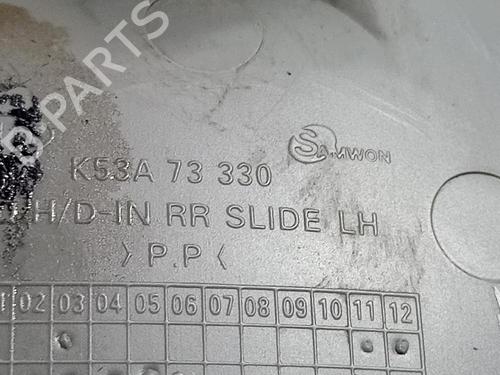 B-PARTS
SAMWON
K53A 73 330
H/D-IN RR SLIDE LH
>P.P<
02 03 04 05 06 07 08 09 10 11 12